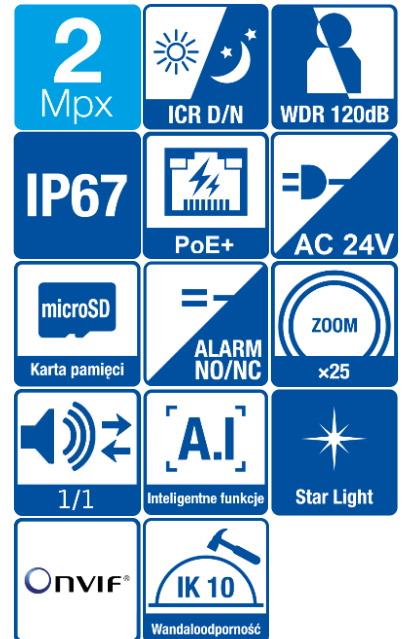 2
Mpx
ICR D/N
WDR 120dB
IP67
PoE+
AC 24V
microSD
Karta pamięci
ALARM
NO/NC
ZOOM
×25
1/1
[A.I]
Inteligentne funkcje
Star Light
ONVIF®
IK 10
Wandaloodporność